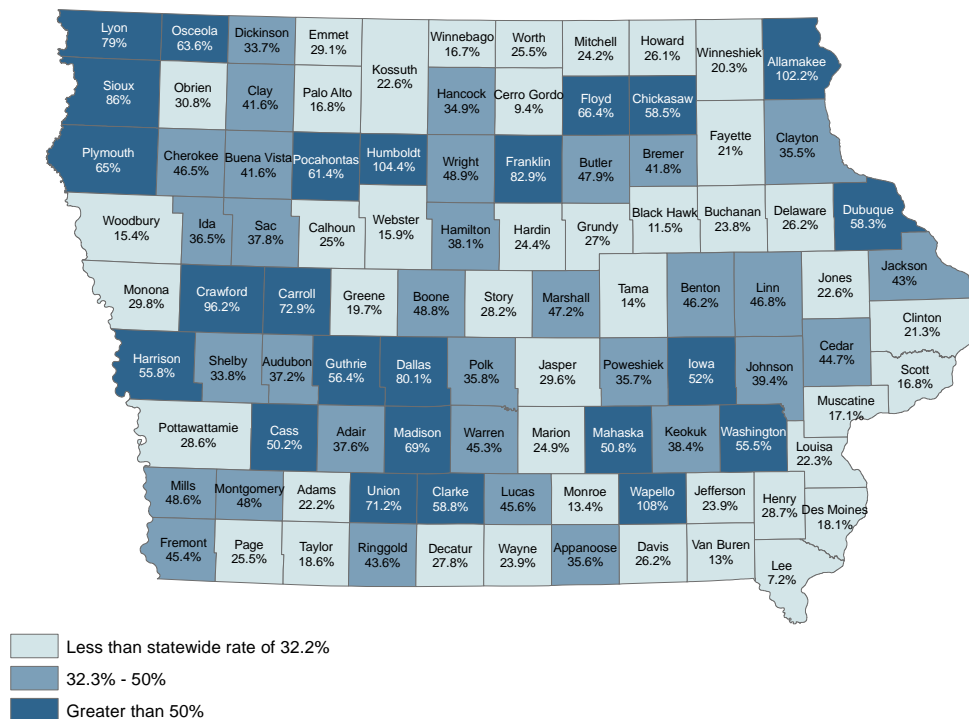 Lyon
79%
Osceola
63.6%
Dickinson
33.7%
Emmet
29.1%
Kossuth
22.6%
Winnebago
16.7%
Worth
25.5%
Mitchell
24.2%
Howard
26.1%
Winneshiek
20.3%
Allamakee
102.2%
Sioux
86%
Obrien
30.8%
Clay
41.6%
Palo Alto
16.8%
Hancock
34.9%
Cerro Gordo
9.4%
Floyd
66.4%
Chickasaw
58.5%
Fayette
21%
Clayton
35.5%
Plymouth
65%
Cherokee
46.5%
Buena Vista
41.6%
Pocahontas
61.4%
Humboldt
104.4%
Wright
48.9%
Franklin
82.9%
Butler
47.9%
Bremer
41.8%
Woodbury
15.4%
Ida
36.5%
Sac
37.8%
Calhoun
25%
Webster
15.9%
Hamilton
38.1%
Hardin
24.4%
Grundy
27%
Black Hawk
11.5%
Buchanan
23.8%
Delaware
26.2%
Dubuque
58.3%
Monona
29.8%
Crawford
96.2%
Carroll
72.9%
Greene
19.7%
Boone
48.8%
Story
28.2%
Marshall
47.2%
Tama
14%
Benton
46.2%
Linn
46.8%
Jones
22.6%
Jackson
43%
Clinton
21.3%
Harrison
55.8%
Shelby
33.8%
Audubon
37.2%
Guthrie
56.4%
Dallas
80.1%
Polk
35.8%
Jasper
29.6%
Poweshiek
35.7%
Iowa
52%
Johnson
39.4%
Cedar
44.7%
Scott
16.8%
Muscatine
17.1%
Pottawattamie
28.6%
Cass
50.2%
Adair
37.6%
Madison
69%
Warren
45.3%
Marion
24.9%
Mahaska
50.8%
Keokuk
38.4%
Washington
55.5%
Louisa
22.3%
Mills
48.6%
Montgomery
48%
Adams
22.2%
Union
71.2%
Clarke
58.8%
Lucas
45.6%
Monroe
13.4%
Wapello
108%
Jefferson
23.9%
Henry
28.7%
Des Moines
18.1%
Fremont
45.4%
Page
25.5%
Taylor
18.6%
Ringgold
43.6%
Decatur
27.8%
Wayne
23.9%
Appanoose
35.6%
Davis
26.2%
Van Buren
13%
Lee
7.2%
Less than statewide rate of 32.2%
32.3% - 50%
Greater than 50%